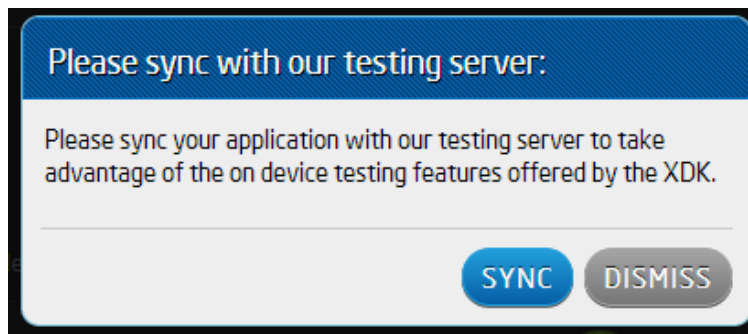 Please sync with our testing server:
Please sync your application with our testing server to take
advantage of the on device testing features offered by the XDK.
SYNC
DISMISS